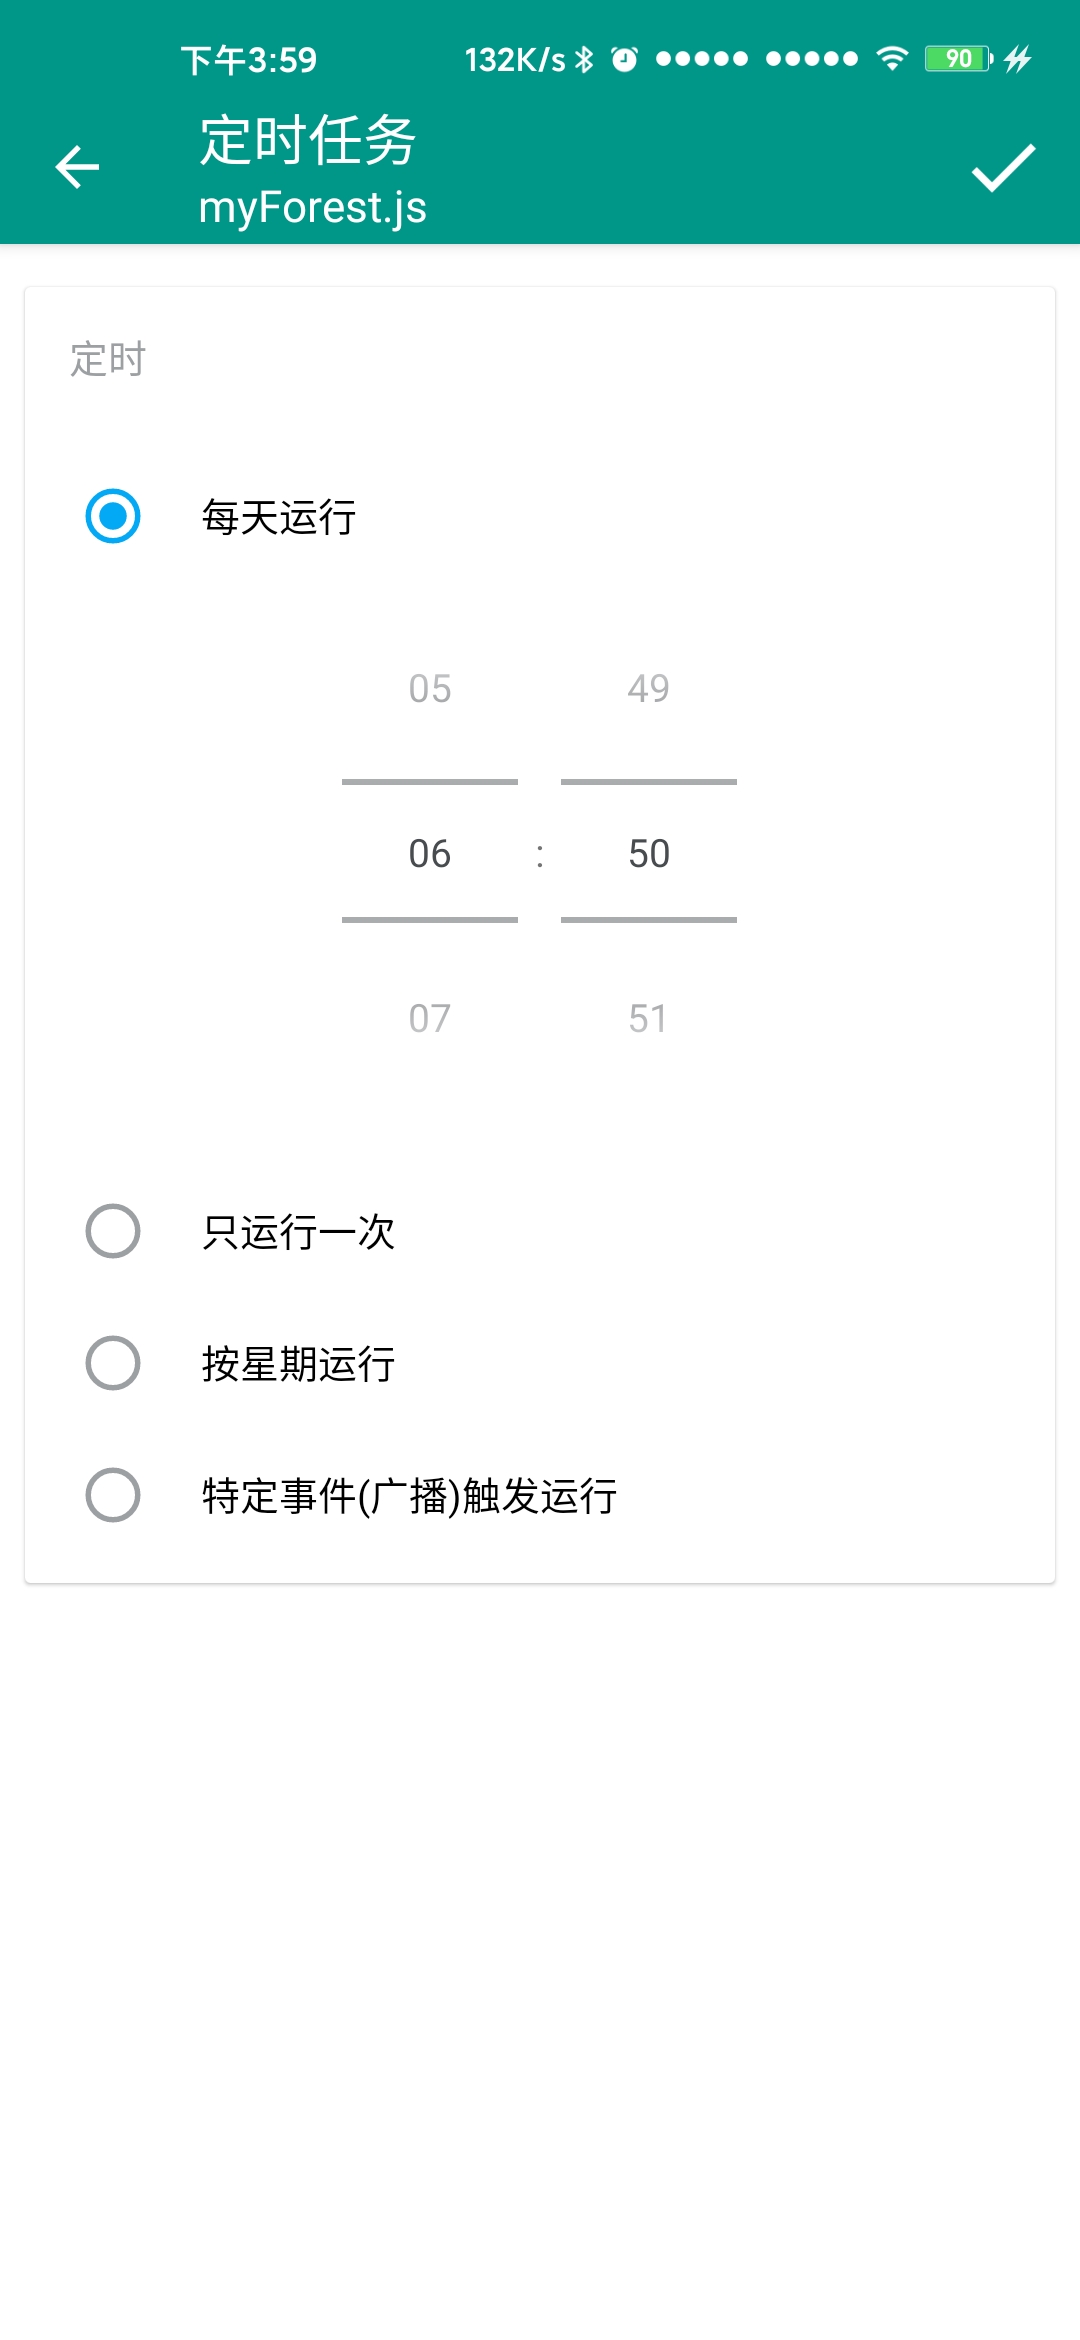 下午3:59 132K/s 90
定时任务
myForest.js
定时
每天运行
05 49
06 : 50
07 51
只运行一次
按星期运行
特定事件(广播)触发运行